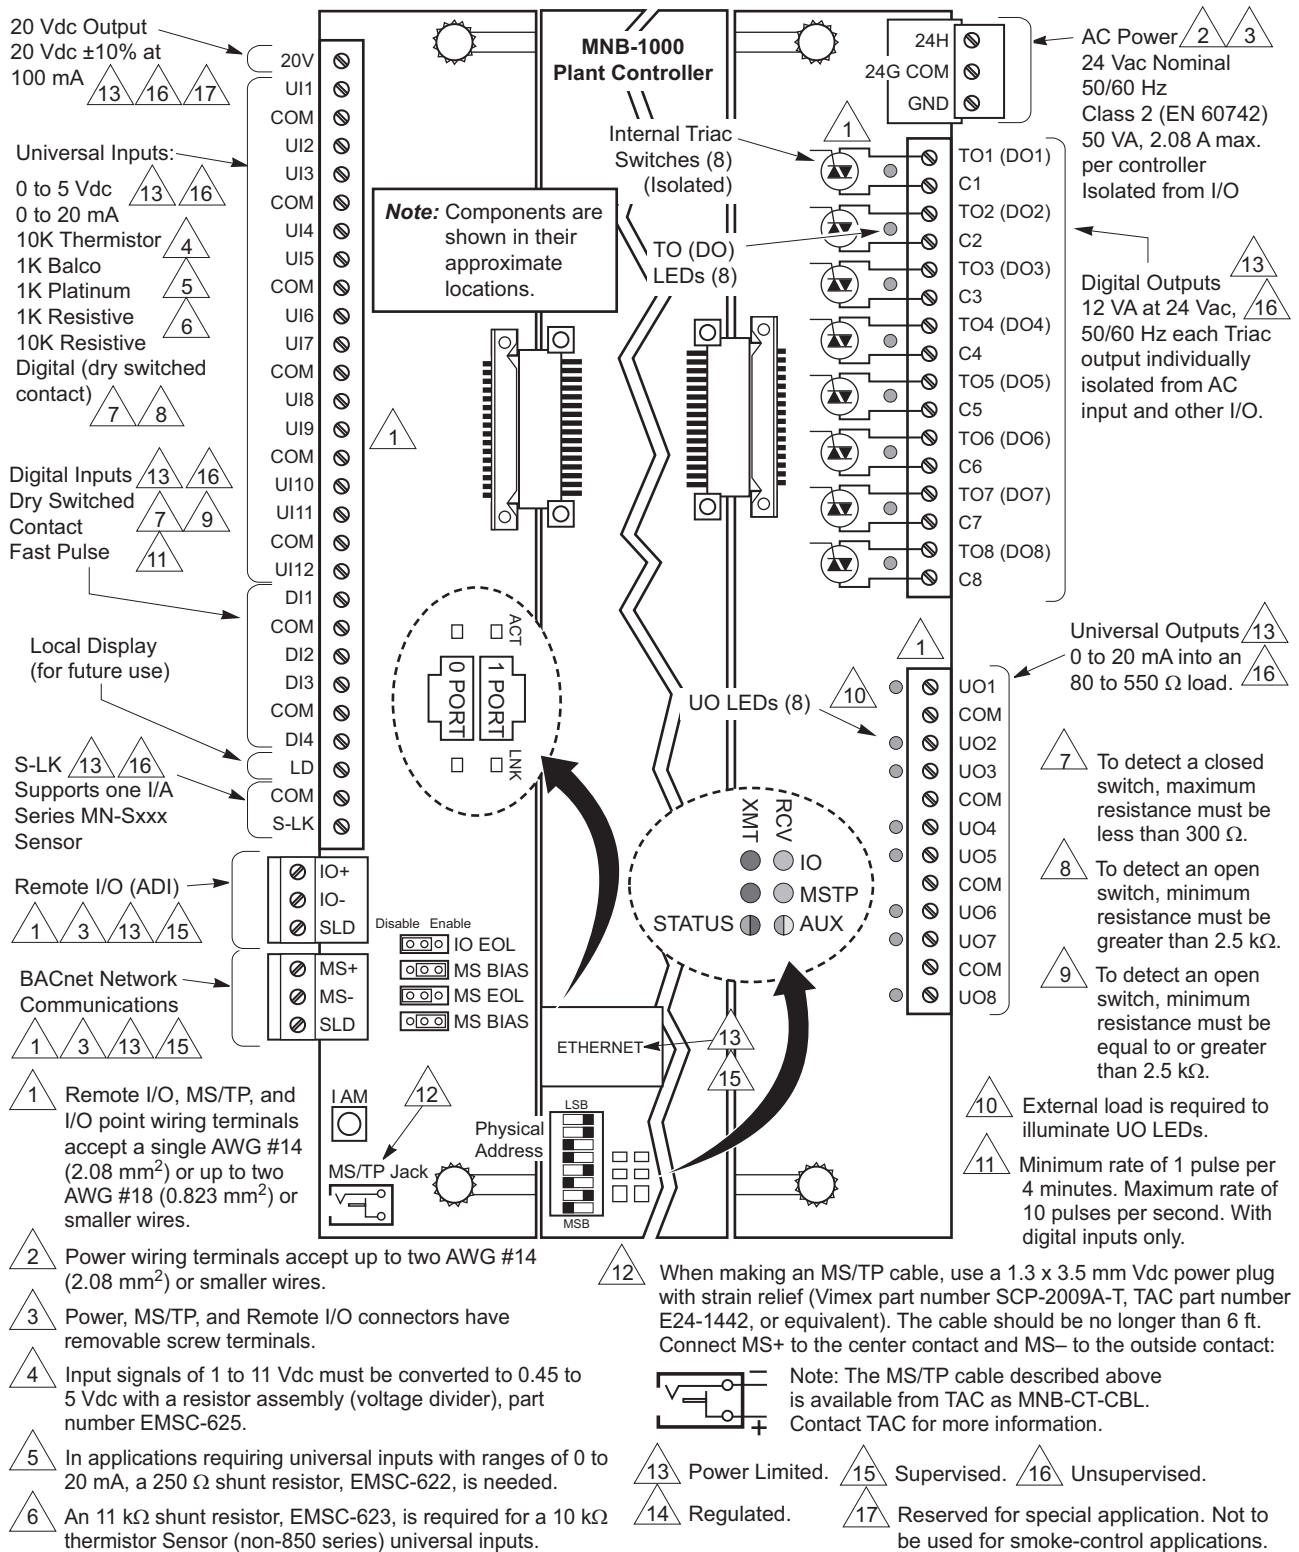 20 Vdc Output
20 Vdc ±10% at
100 mA
13 16 17
Universal Inputs:
0 to 5 Vdc 13 16
0 to 20 mA
10K Thermistor 4
1K Balco
1K Platinum 5
1K Resistive 6
10K Resistive
Digital (dry switched
contact) 7 8
Digital Inputs 13 16
Dry Switched
Contact 7 9
Fast Pulse 11
Local Display
(for future use)
S-LK 13 16
Supports one I/A
Series MN-Sxxx
Sensor
Remote I/O (ADI)
1 3 13 15
BACnet Network
Communications
1 3 13 15
20V
UI1
COM
UI2
UI3
COM
UI4
UI5
COM
UI6
UI7
COM
UI8
UI9
COM
UI10
UI11
COM
UI12
DI1
COM
DI2
DI3
COM
DI4
LD
COM
S-LK
IO+
IO-
SLD
MS+
MS-
SLD
1
MNB-1000
Plant Controller
Note: Components are
shown in their
approximate
locations.
Internal Triac
Switches (8)
(Isolated)
1
TO (DO)
LEDs (8)
24H
24G COM
GND
AC Power 2 3
24 Vac Nominal
50/60 Hz
Class 2 (EN 60742)
50 VA, 2.08 A max.
per controller
Isolated from I/O
TO1 (DO1)
C1
TO2 (DO2)
C2
TO3 (DO3)
C3
TO4 (DO4)
C4
TO5 (DO5)
C5
TO6 (DO6)
C6
TO7 (DO7)
C7
TO8 (DO8)
C8
Digital Outputs 13
12 VA at 24 Vac, 16
50/60 Hz each Triac
output individually
isolated from AC
input and other I/O.
ACT
0 PORT
1 PORT
LNK
UO LEDs (8)
10
1
Universal Outputs 13
0 to 20 mA into an
80 to 550 Ω load. 16
UO1
COM
UO2
UO3
COM
UO4
UO5
COM
UO6
UO7
COM
UO8
XMT
RCV
IO
MSTP
STATUS
AUX
Disable Enable
IO EOL
MS BIAS
MS EOL
MS BIAS
ETHERNET
13
15
I AM
12
MS/TP Jack
Physical
Address
LSB
MSB
7 To detect a closed
switch, maximum
resistance must be
less than 300 Ω.
8 To detect an open
switch, minimum
resistance must be
greater than 2.5 kΩ.
9 To detect an open
switch, minimum
resistance must be
equal to or greater
than 2.5 kΩ.
10 External load is required to
illuminate UO LEDs.
11 Minimum rate of 1 pulse per
4 minutes. Maximum rate of
10 pulses per second. With
digital inputs only.
1 Remote I/O, MS/TP, and
I/O point wiring terminals
accept a single AWG #14
(2.08 mm²) or up to two
AWG #18 (0.823 mm²) or
smaller wires.
2 Power wiring terminals accept up to two AWG #14
(2.08 mm²) or smaller wires.
3 Power, MS/TP, and Remote I/O connectors have
removable screw terminals.
4 Input signals of 1 to 11 Vdc must be converted to 0.45 to
5 Vdc with a resistor assembly (voltage divider), part
number EMSC-625.
5 In applications requiring universal inputs with ranges of 0 to
20 mA, a 250 Ω shunt resistor, EMSC-622, is needed.
6 An 11 kΩ shunt resistor, EMSC-623, is required for a 10 kΩ
thermistor Sensor (non-850 series) universal inputs.
12 When making an MS/TP cable, use a 1.3 x 3.5 mm Vdc power plug
with strain relief (Vimex part number SCP-2009A-T, TAC part number
E24-1442, or equivalent). The cable should be no longer than 6 ft.
Connect MS+ to the center contact and MS– to the outside contact:
–
+
Note: The MS/TP cable described above
is available from TAC as MNB-CT-CBL.
Contact TAC for more information.
13 Power Limited. 15 Supervised. 16 Unsupervised.
14 Regulated. 17 Reserved for special application. Not to
be used for smoke-control applications.